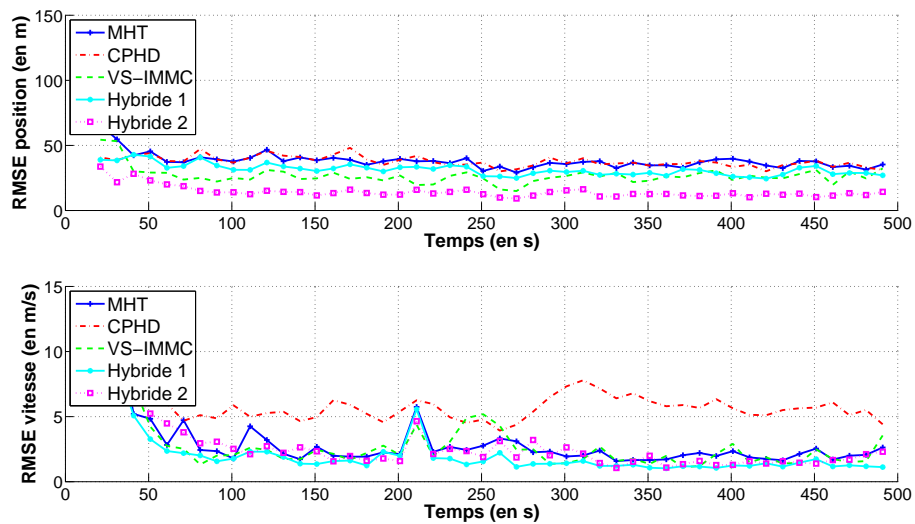 150
100
50
0
RMSE position (en m)
MHT
CPHD
VS-IMMC
Hybride 1
Hybride 2
0 50 100 150 200 250 300 350 400 450 500
Temps (en s)
15
10
5
0
RMSE vitesse (en m/s)
MHT
CPHD
VS-IMMC
Hybride 1
Hybride 2
0 50 100 150 200 250 300 350 400 450 500
Temps (en s)